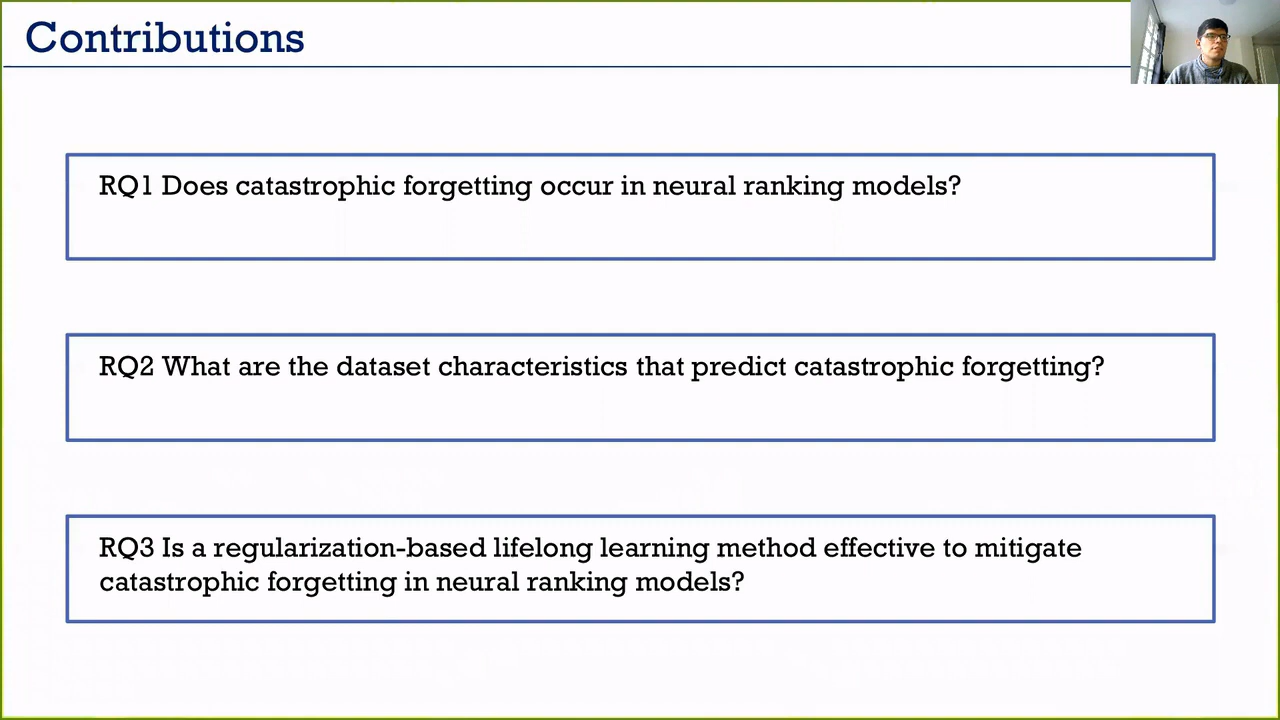 Contributions
RQ1 Does catastrophic forgetting occur in neural ranking models?
RQ2 What are the dataset characteristics that predict catastrophic forgetting?
RQ3 Is a regularization-based lifelong learning method effective to mitigate
catastrophic forgetting in neural ranking models?